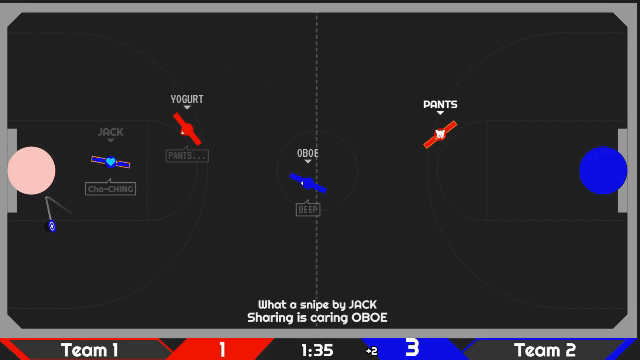 YOGURT
PANTS
JACK
PANTS...
OBOE
Cha-CHING
BEEP
What a snipe by JACK
Sharing is caring OBOE
Team 1
1
1:35
+2
3
Team 2